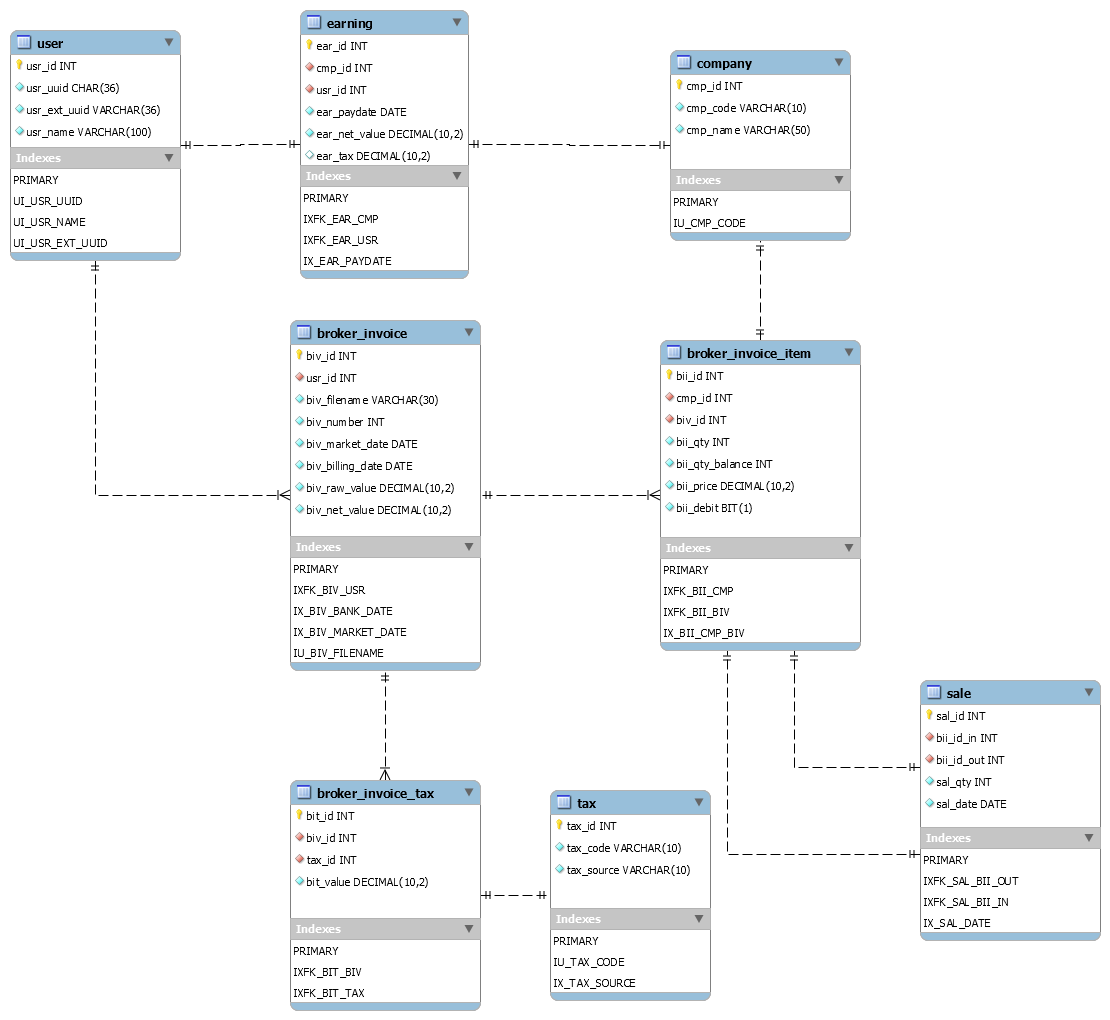 user
usr_id INT
usr_uuid CHAR(36)
usr_ext_uuid VARCHAR(36)
usr_name VARCHAR(100)
Indexes
PRIMARY
UI_USR_UUID
UI_USR_NAME
UI_USR_EXT_UUID
earning
ear_id INT
cmp_id INT
usr_id INT
ear_paydate DATE
ear_net_value DECIMAL(10,2)
ear_tax DECIMAL(10,2)
Indexes
PRIMARY
IXFK_EAR_CMP
IXFK_EAR_USR
IX_EAR_PAYDATE
company
cmp_id INT
cmp_code VARCHAR(10)
cmp_name VARCHAR(50)
Indexes
PRIMARY
IU_CMP_CODE
broker_invoice
biv_id INT
usr_id INT
biv_filename VARCHAR(30)
biv_number INT
biv_market_date DATE
biv_billing_date DATE
biv_raw_value DECIMAL(10,2)
biv_net_value DECIMAL(10,2)
Indexes
PRIMARY
IXFK_BIV_USR
IX_BIV_BANK_DATE
IX_BIV_MARKET_DATE
IU_BIV_FILENAME
broker_invoice_item
bii_id INT
cmp_id INT
biv_id INT
bii_qty INT
bii_qty_balance INT
bii_price DECIMAL(10,2)
bii_debit BIT(1)
Indexes
PRIMARY
IXFK_BII_CMP
IXFK_BII_BIV
IX_BII_CMP_BIV
sale
sal_id INT
bii_id_in INT
bii_id_out INT
sal_qty INT
sal_date DATE
Indexes
PRIMARY
IXFK_SAL_BII_OUT
IXFK_SAL_BII_IN
IX_SAL_DATE
broker_invoice_tax
bit_id INT
biv_id INT
tax_id INT
bit_value DECIMAL(10,2)
Indexes
PRIMARY
IXFK_BIT_BIV
IXFK_BIT_TAX
tax
tax_id INT
tax_code VARCHAR(10)
tax_source VARCHAR(10)
Indexes
PRIMARY
IU_TAX_CODE
IX_TAX_SOURCE